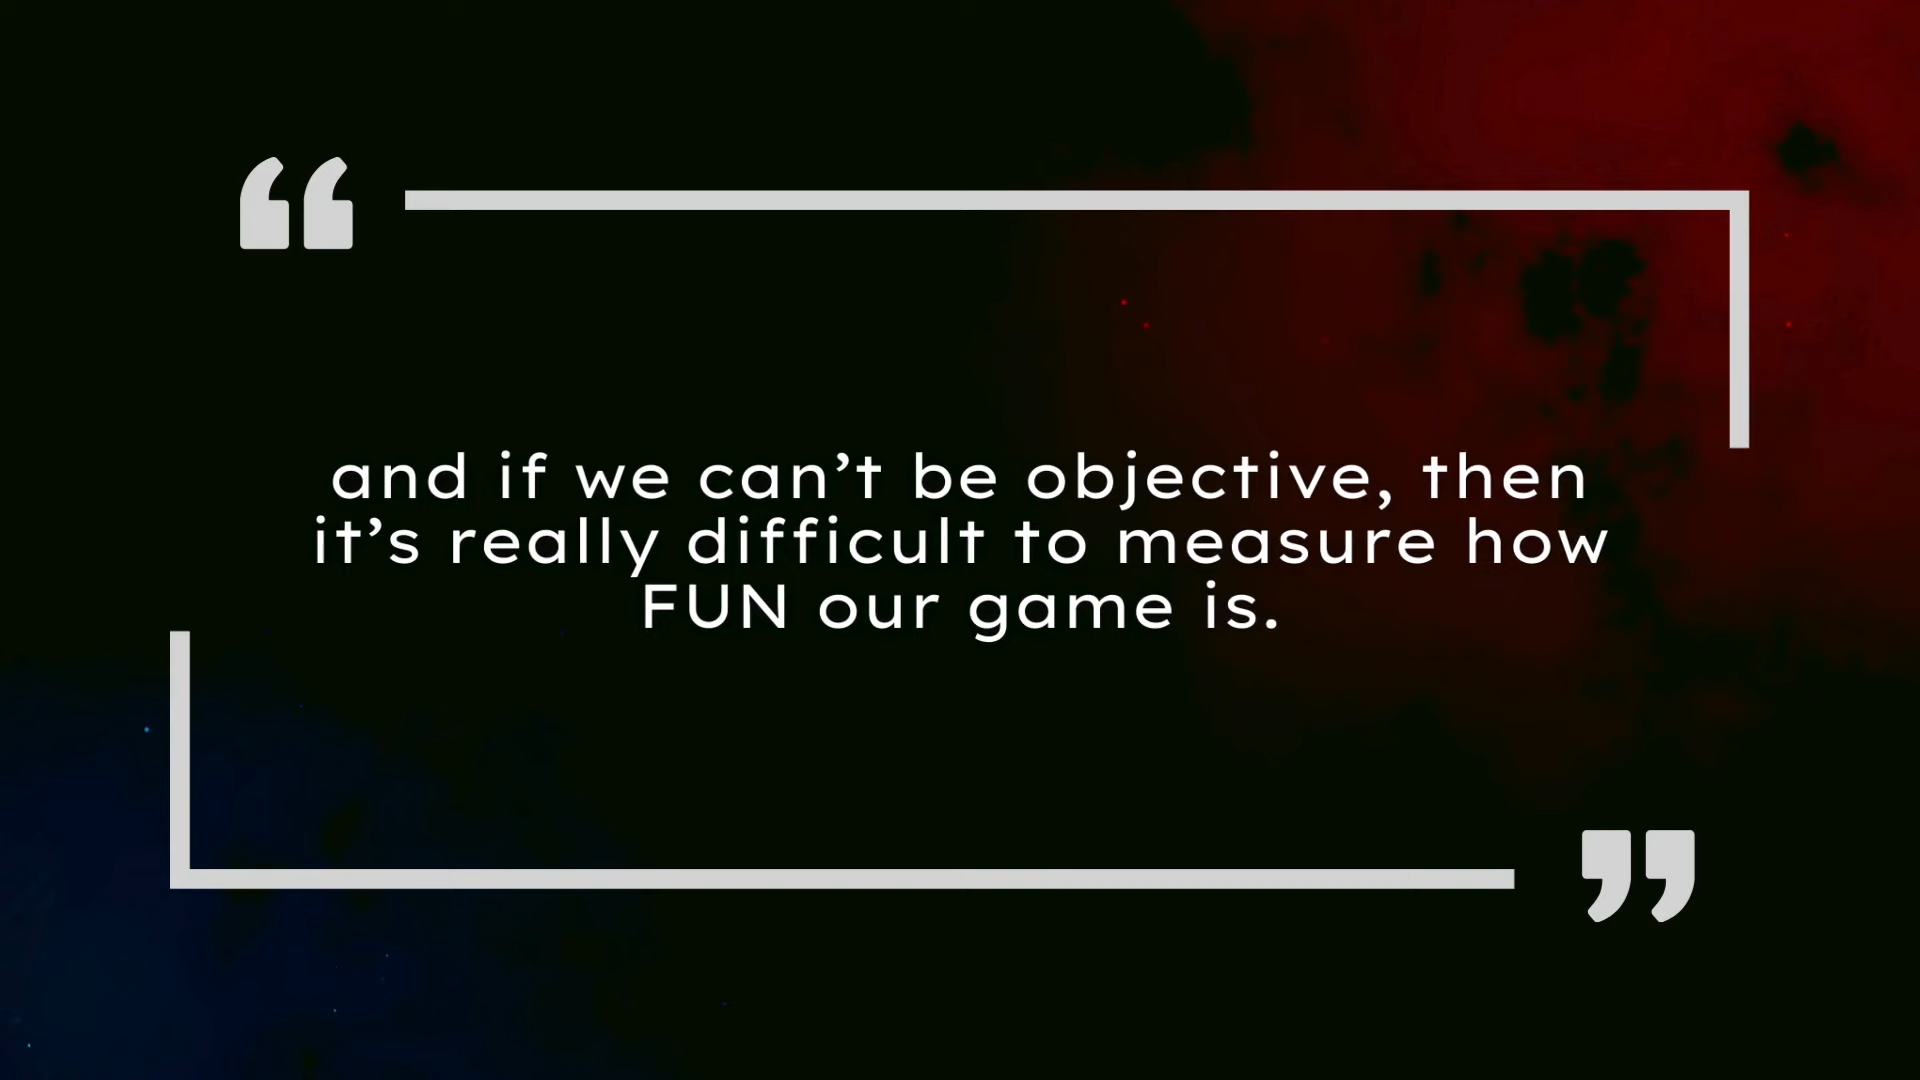 “
and if we can’t be objective, then
it’s really difficult to measure how
FUN our game is.
”